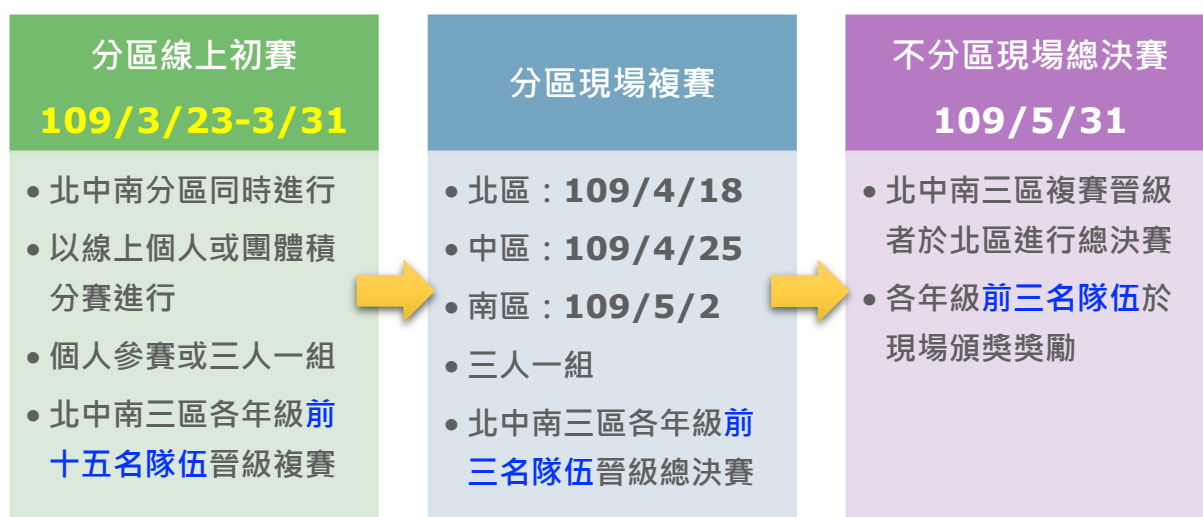 分區線上初賽
109/3/23-3/31
• 北中南分區同時進行
• 以線上個人或團體積
分賽進行
• 個人參賽或三人一組
• 北中南三區各年級前
十五名隊伍晉級複賽
分區現場複賽
• 北區：109/4/18
• 中區：109/4/25
• 南區：109/5/2
• 三人一組
• 北中南三區各年級前
三名隊伍晉級總決賽
不分區現場總決賽
109/5/31
• 北中南三區複賽晉級
者於北區進行總決賽
• 各年級前三名隊伍於
現場頒獎獎勵